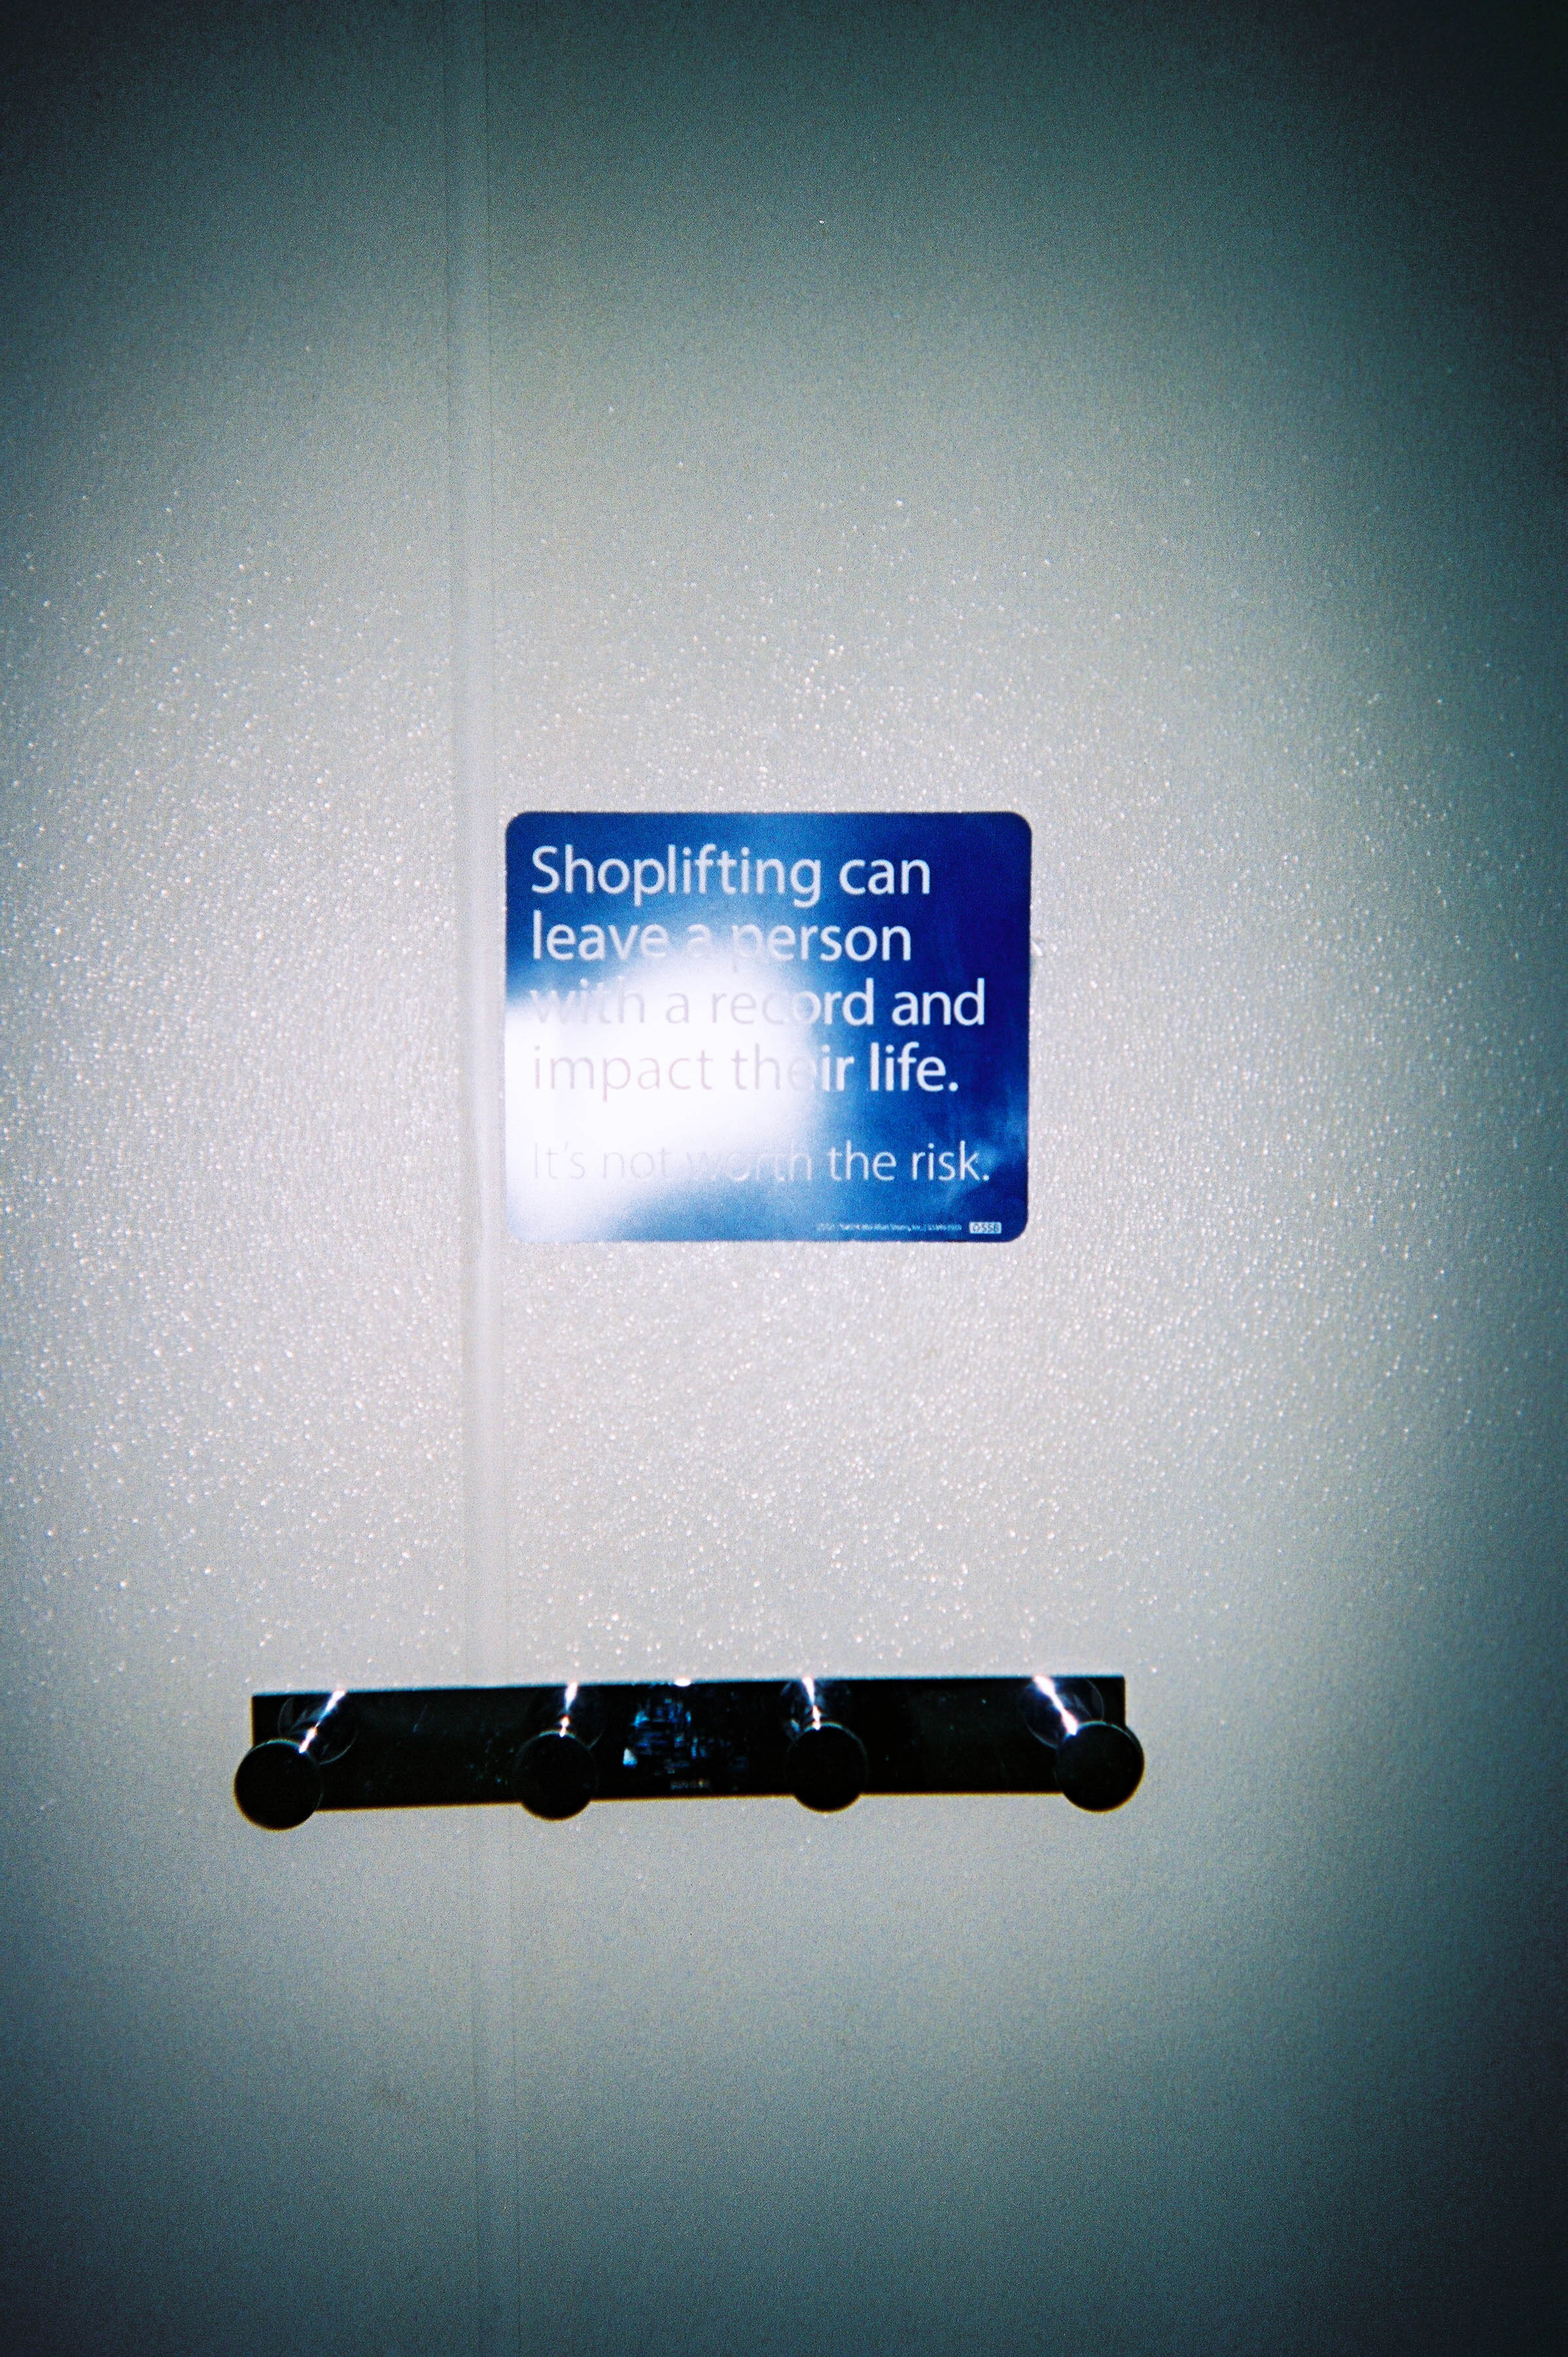 Shoplifting can
leave a person
with a record and
impact their life.
It's not worth the risk.